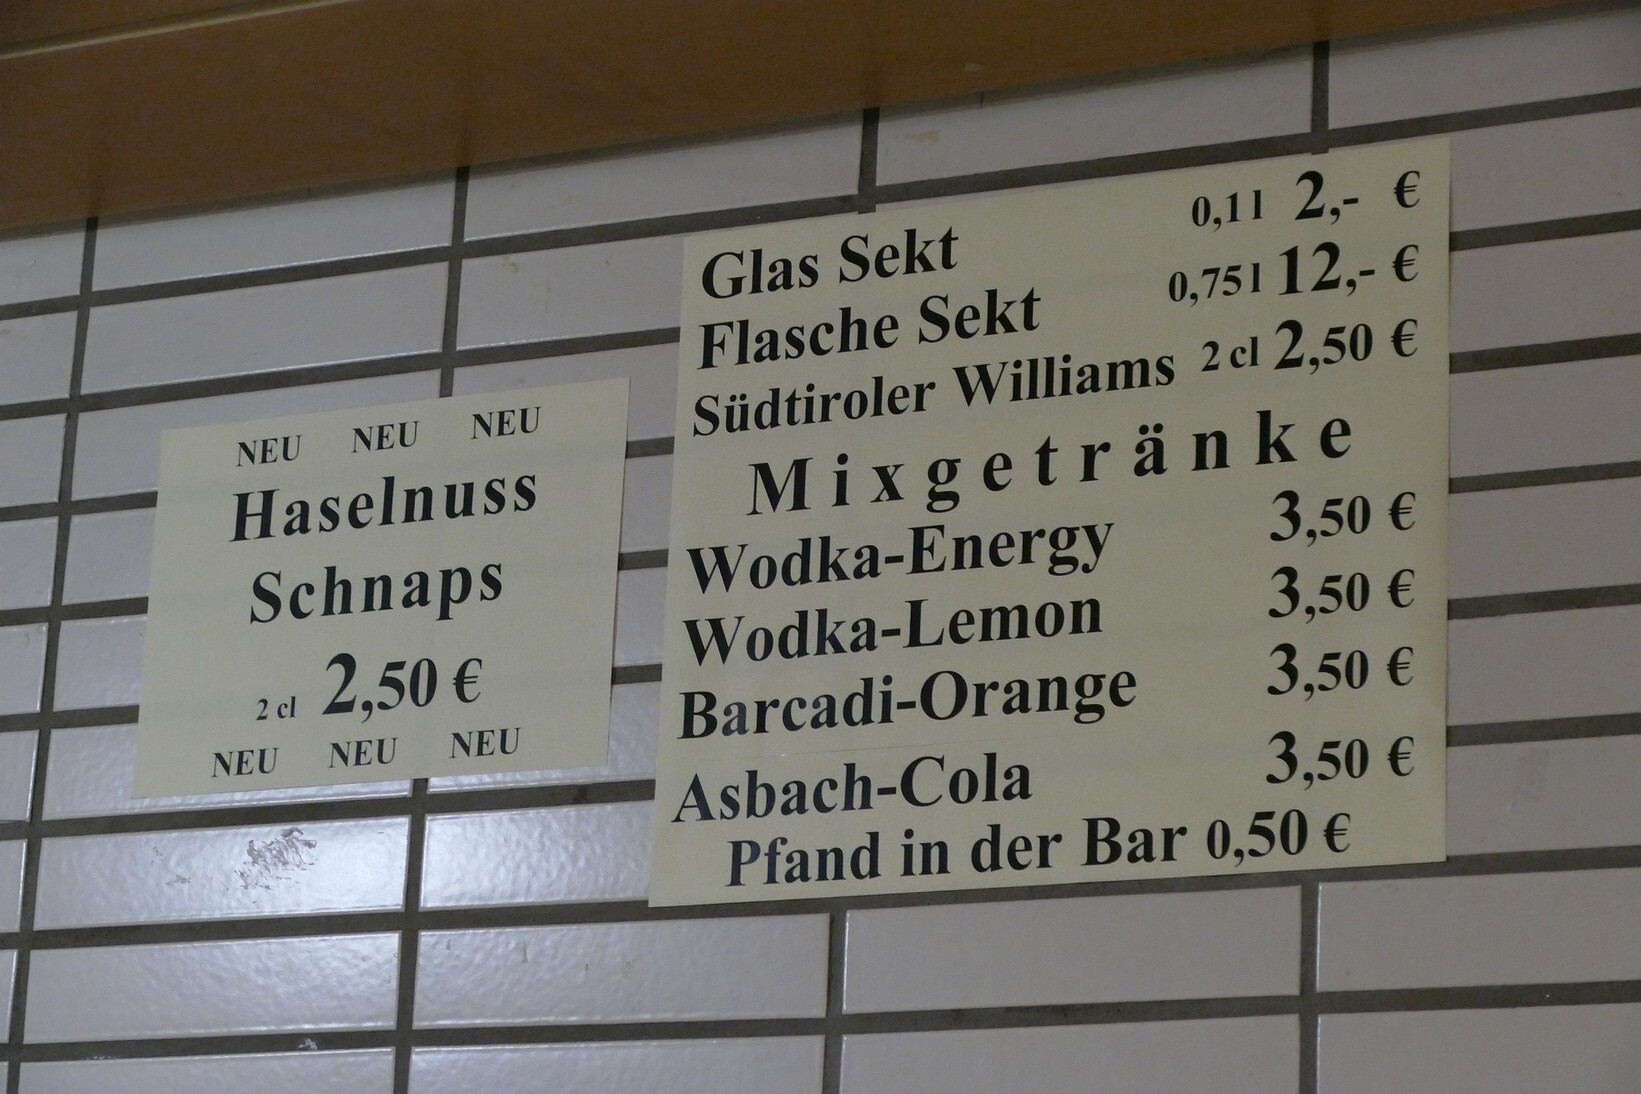 NEU NEU NEU
Haselnuss
Schnaps
2 cl 2,50 €
NEU NEU NEU
Glas Sekt 0,1 l 2,- €
Flasche Sekt 0,75 l 12,- €
Südtiroler Williams 2 cl 2,50 €
Mixgetränke
Wodka-Energy 3,50 €
Wodka-Lemon 3,50 €
Barcadi-Orange 3,50 €
Asbach-Cola 3,50 €
Pfand in der Bar 0,50 €